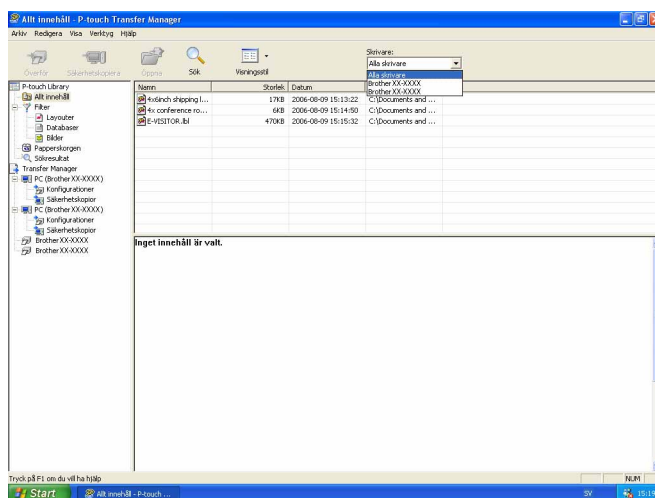 Allt innehåll - P-touch Transfer Manager
Arkiv Redigera Visa Verktyg Hjälp
Överför Säkerhetskopiera Öppna Sök Visningsstil
Skrivare:
Alla skrivare
Alla skrivare
Brother XX-XXXX
Brother XX-XXXX
P-touch Library
Allt innehåll
Filter
Layouter
Databaser
Bilder
Papperskorgen
Sökresultat
Transfer Manager
PC (Brother XX-XXXX)
Konfigurationer
Säkerhetskopior
PC (Brother XX-XXXX)
Konfigurationer
Säkerhetskopior
Brother XX-XXXX
Brother XX-XXXX
Namn Storlek Datum
4x6inch shipping l... 17KB 2006-08-09 15:13:22 C:\Documents and ...
4x conference ro... 6KB 2006-08-09 15:14:50 C:\Documents and ...
E-VISITOR.lbl 470KB 2006-08-09 15:15:32 C:\Documents and ...
Inget innehåll är valt.
Tryck på F1 om du vill ha hjälp
NUM
Start Allt innehåll - P-touch ... SV 15:19